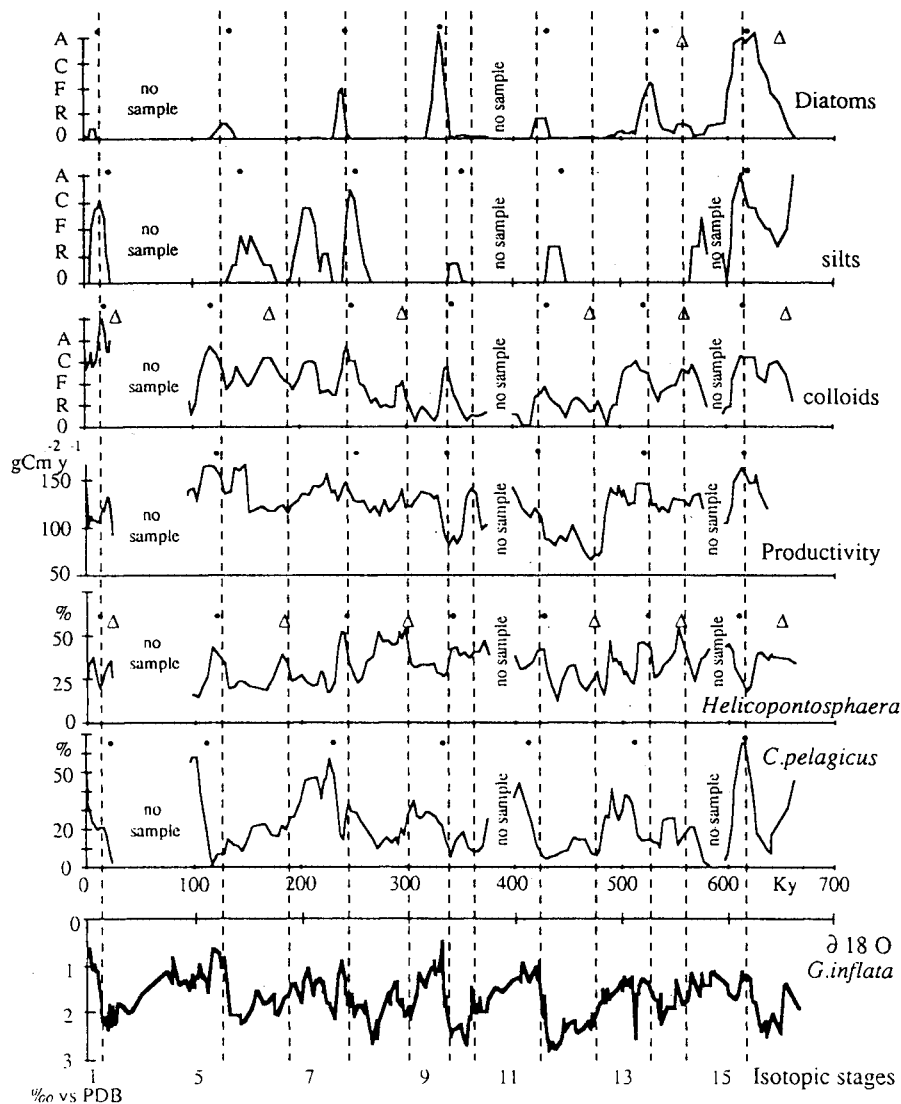 A
C
F
R
0
no
sample
no sample
Diatoms
A
C
F
R
0
no
sample
no sample
no sample
silts
A
C
F
R
0
no
sample
no sample
no sample
colloids
gCm⁻² y⁻¹
150
100
50
no
sample
no sample
no sample
Productivity
%
50
25
0
no
sample
no sample
no sample
Helicopontosphaera
%
50
20
0
no
sample
no sample
no sample
C.pelagicus
0 100 200 300 400 500 600 Ky 700
0
1
2
3
∂ 18 O
G.inflata
1 5 7 9 11 13 15 Isotopic stages
‰ vs PDB